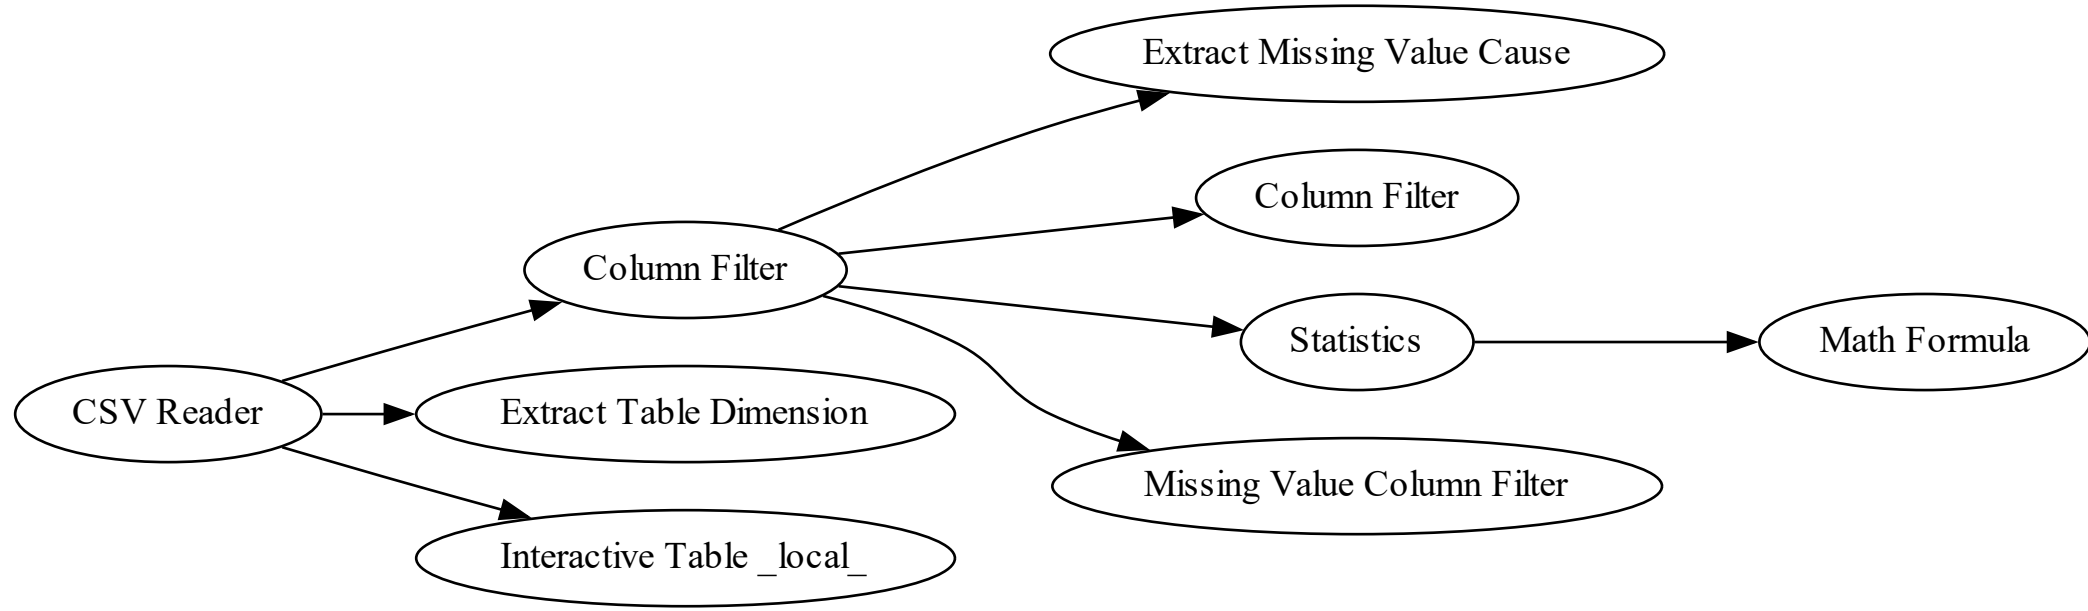 Extract Missing Value Cause
Column Filter
Column Filter
Statistics
Math Formula
CSV Reader
Extract Table Dimension
Missing Value Column Filter
Interactive Table _local_